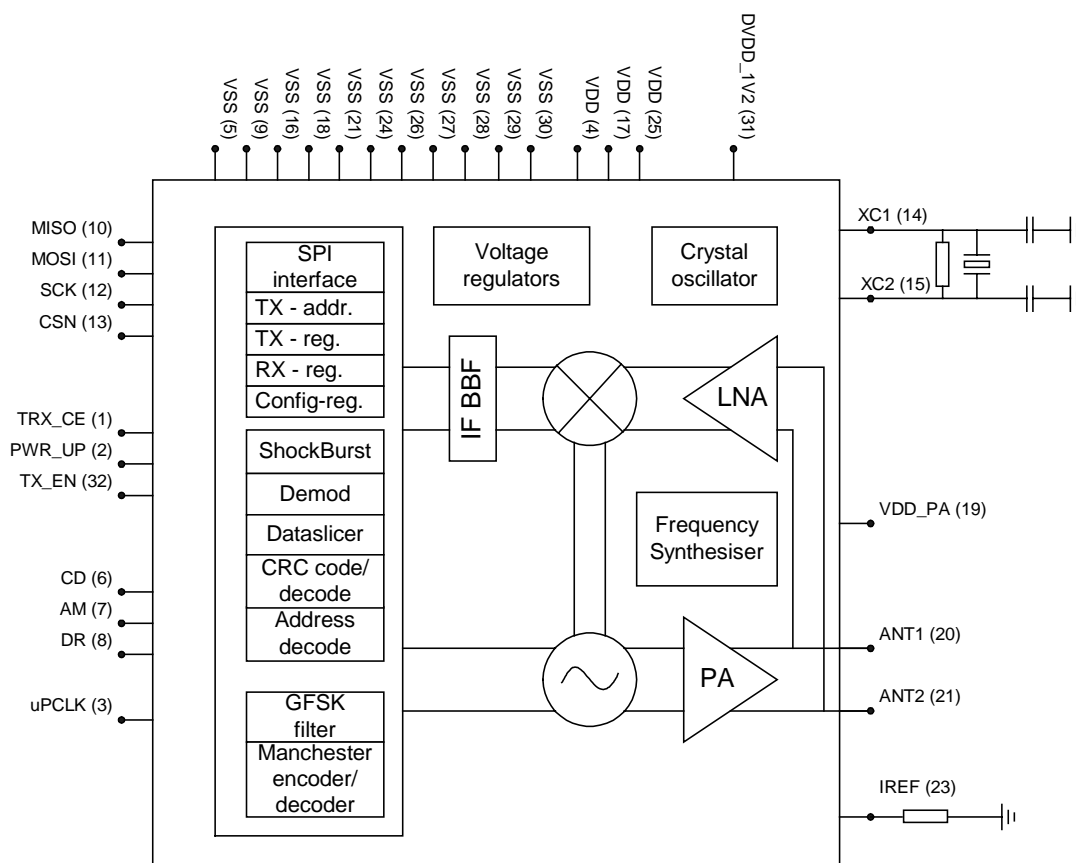 VSS (5)
VSS (9)
VSS (16)
VSS (18)
VSS (21)
VSS (24)
VSS (26)
VSS (27)
VSS (28)
VSS (29)
VSS (30)
VDD (4)
VDD (17)
VDD (25)
DVDD_1V2 (31)
MISO (10)
MOSI (11)
SCK (12)
CSN (13)
TRX_CE (1)
PWR_UP (2)
TX_EN (32)
CD (6)
AM (7)
DR (8)
uPCLK (3)
SPI
interface
TX - addr.
TX - reg.
RX - reg.
Config-reg.
ShockBurst
Demod
Dataslicer
CRC code/
decode
Address
decode
GFSK
filter
Manchester
encoder/
decoder
Voltage
regulators
Crystal
oscillator
IF BBF
LNA
Frequency
Synthesiser
PA
XC1 (14)
XC2 (15)
VDD_PA (19)
ANT1 (20)
ANT2 (21)
IREF (23)